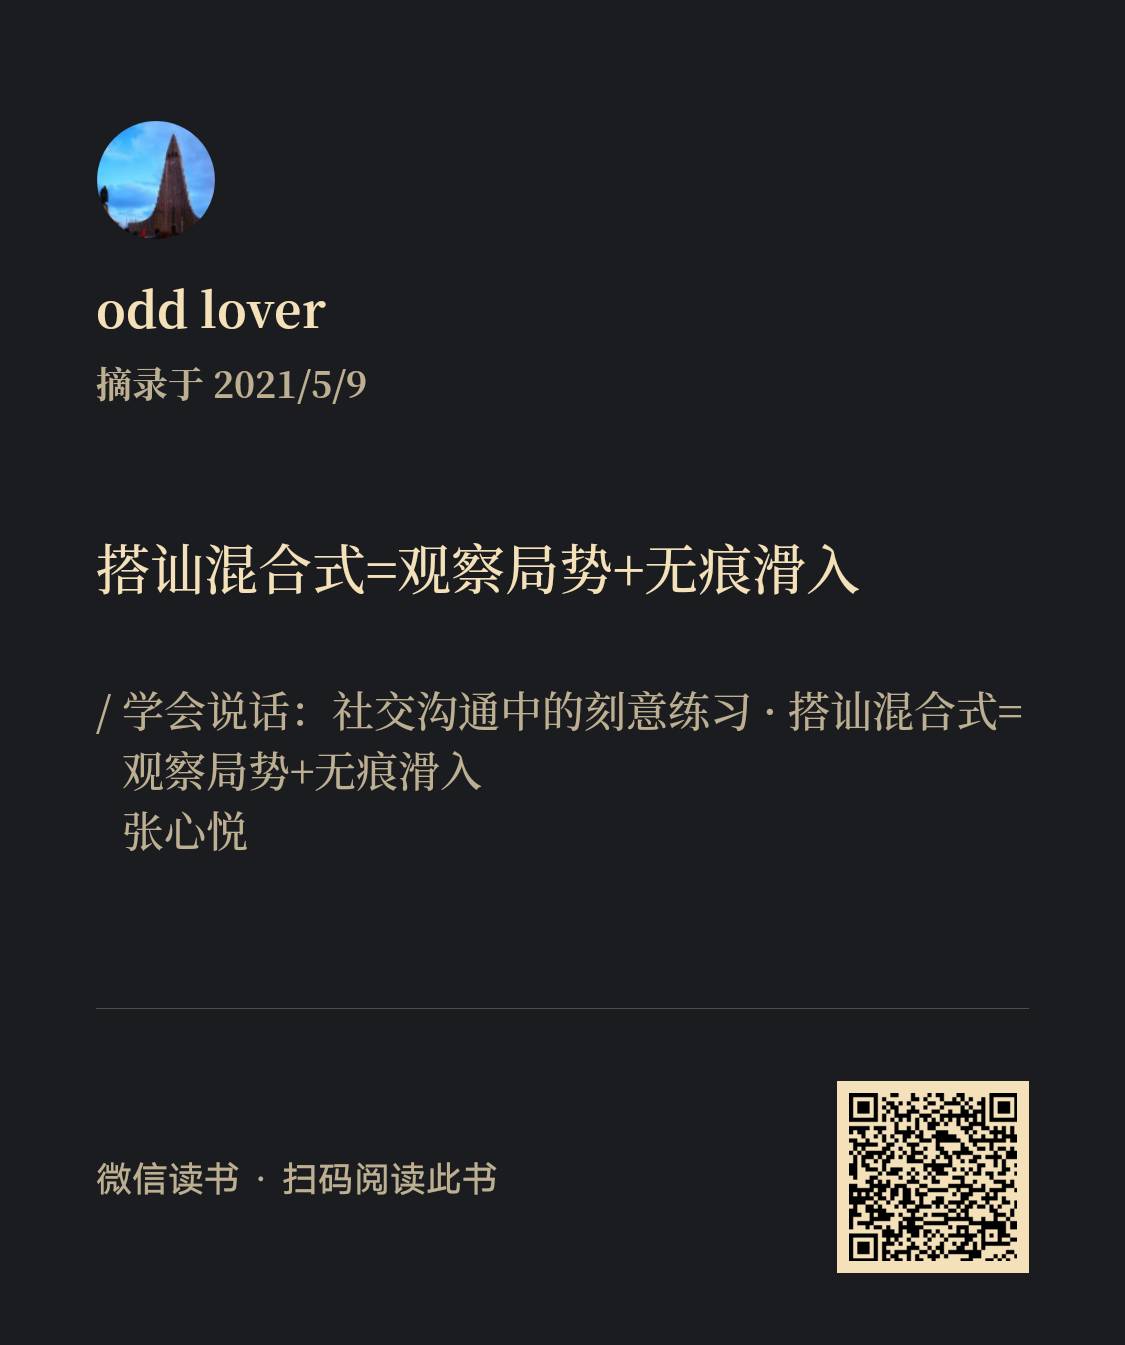 odd lover
摘录于 2021/5/9
搭讪混合式=观察局势+无痕滑入
/ 学会说话：社交沟通中的刻意练习 · 搭讪混合式=
观察局势+无痕滑入
张心悦
微信读书 · 扫码阅读此书